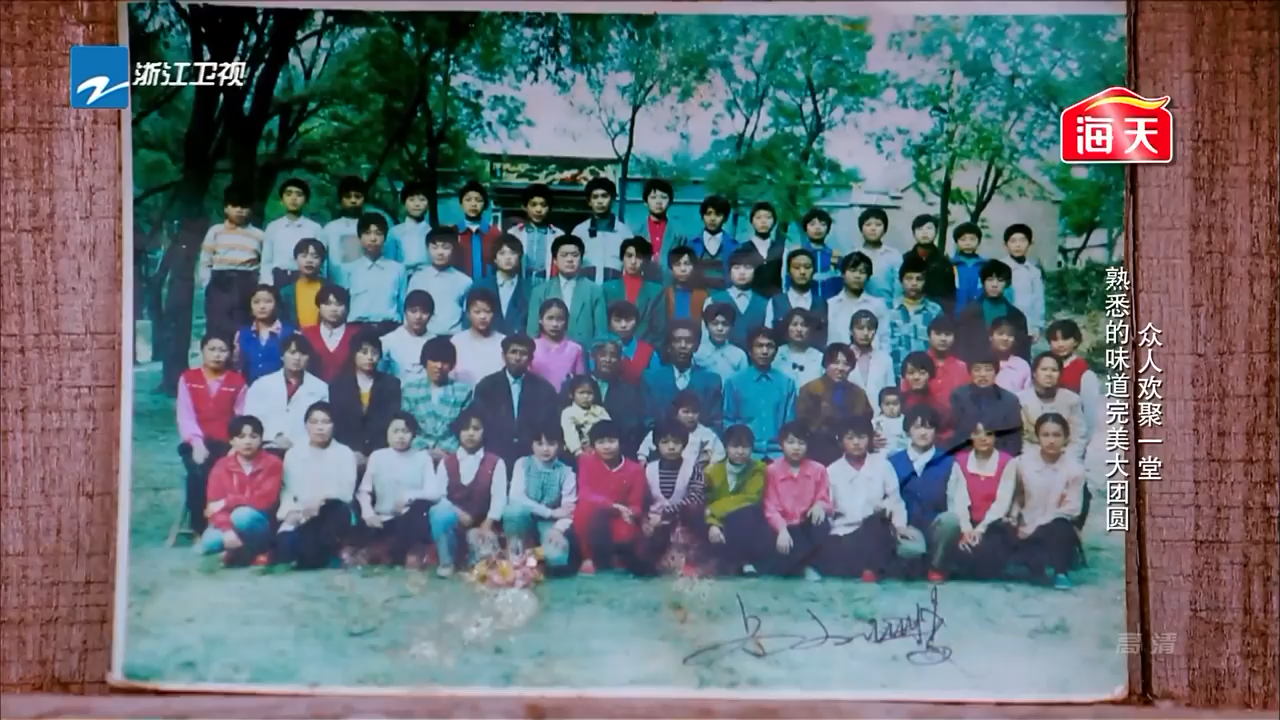 浙江卫视
海天
众人欢聚一堂
熟悉的味道完美大团圆
高清